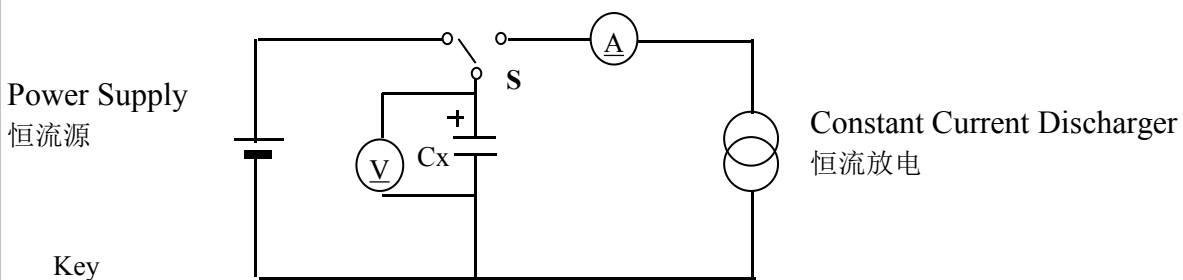 A
S
Power Supply
恒流源
+
Cx
V
Constant Current Discharger
恒流放电
Key